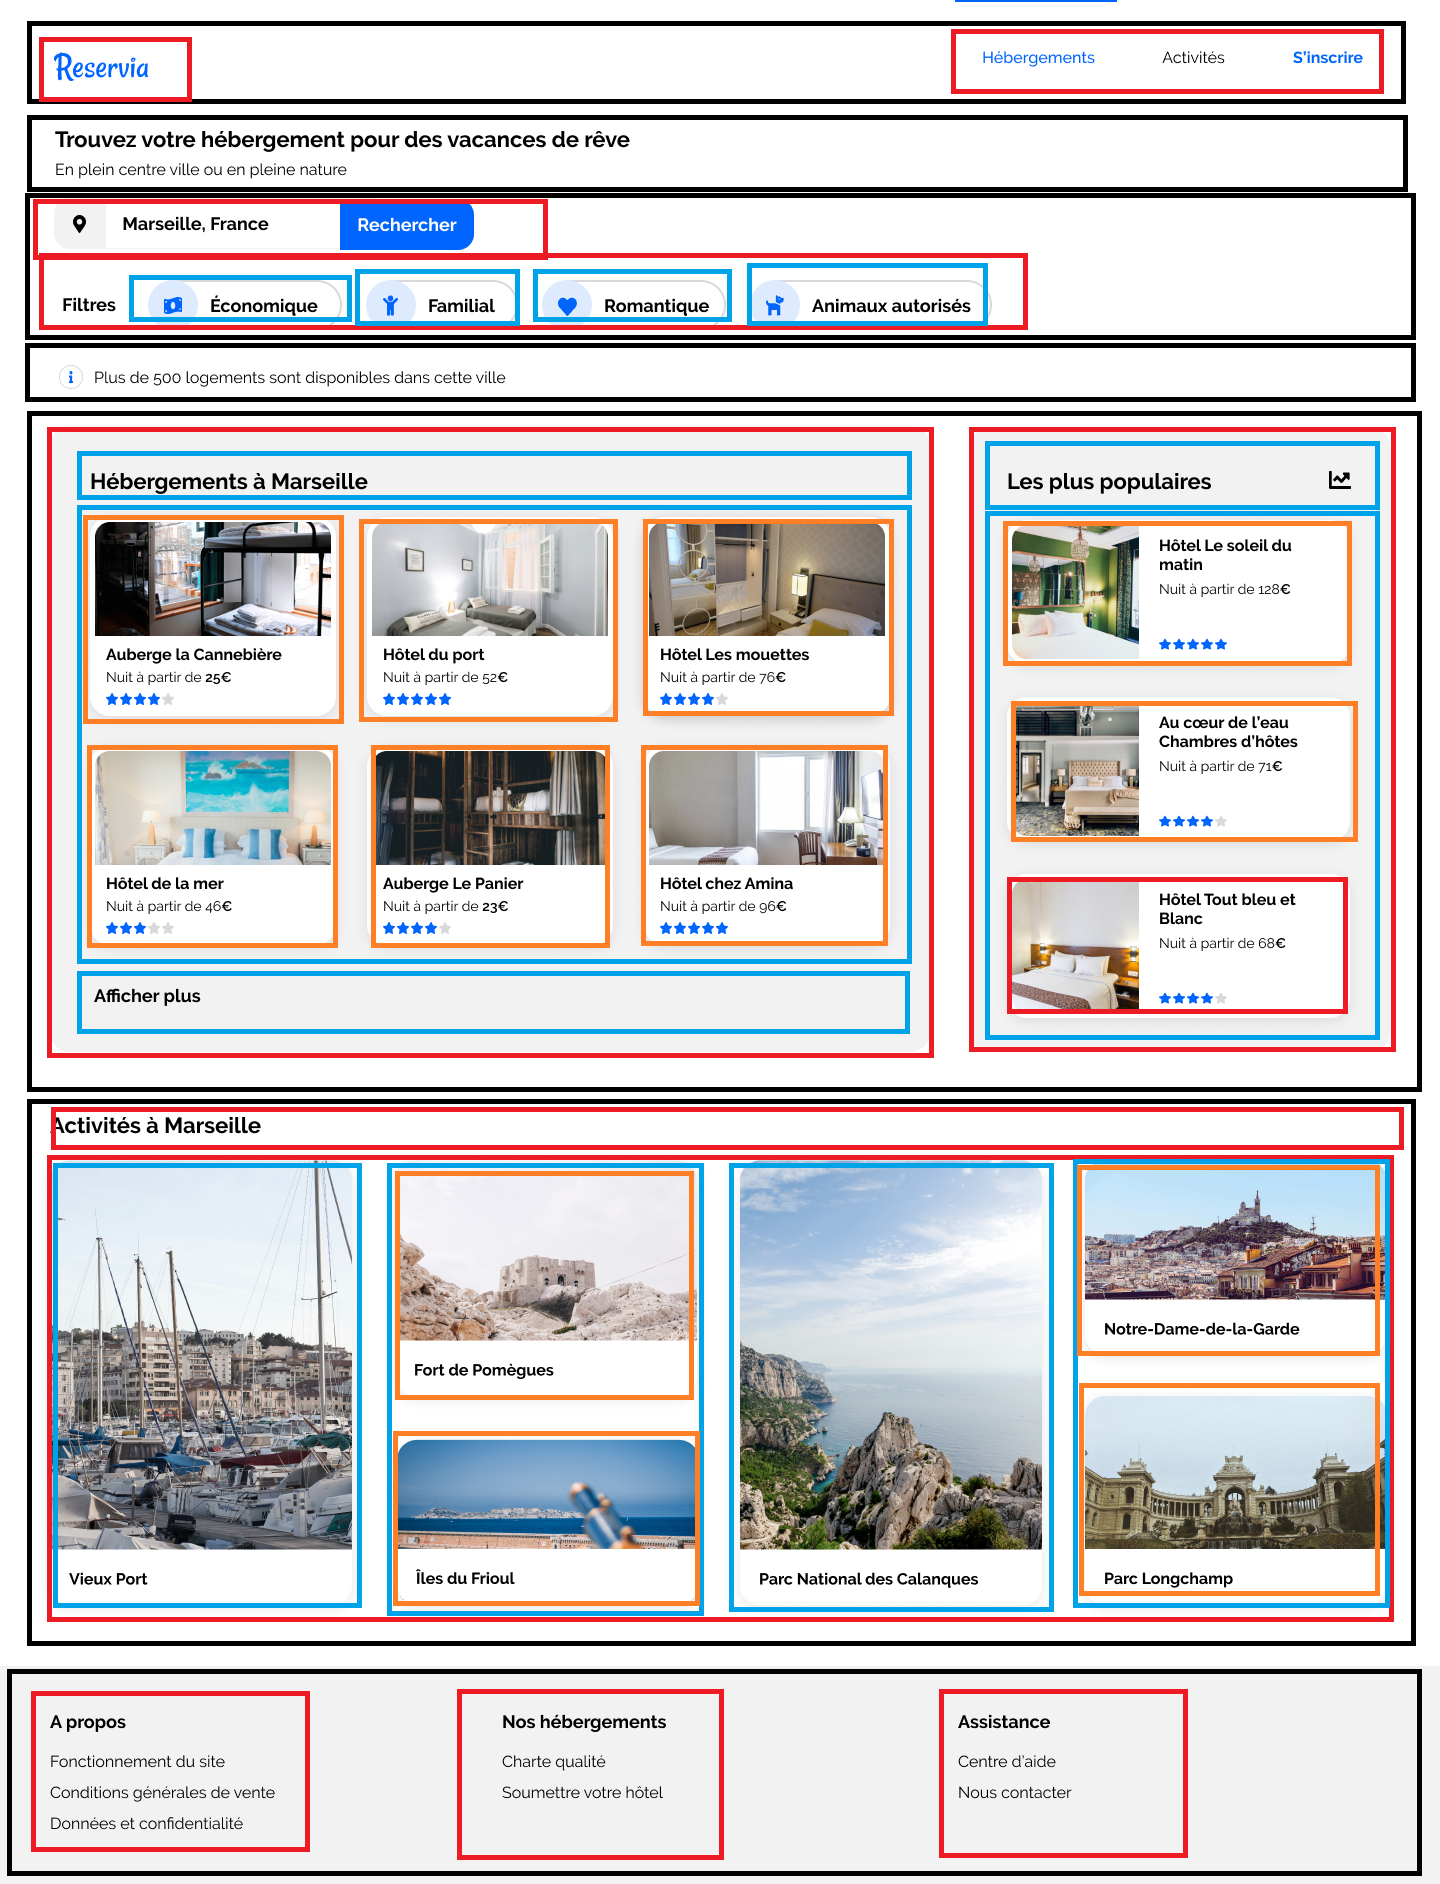 Reservia
Hébergements
Activités
S'inscrire
Trouvez votre hébergement pour des vacances de rêve
En plein centre ville ou en pleine nature
Marseille, France
Rechercher
Filtres
Économique
Familial
Romantique
Animaux autorisés
Plus de 500 logements sont disponibles dans cette ville
Hébergements à Marseille
Auberge la Cannebière
Nuit à partir de 25€
Hôtel du port
Nuit à partir de 52€
Hôtel Les mouettes
Nuit à partir de 76€
Hôtel de la mer
Nuit à partir de 46€
Auberge Le Panier
Nuit à partir de 23€
Hôtel chez Amina
Nuit à partir de 96€
Afficher plus
Les plus populaires
Hôtel Le soleil du
matin
Nuit à partir de 128€
Au cœur de l'eau
Chambres d'hôtes
Nuit à partir de 71€
Hôtel Tout bleu et
Blanc
Nuit à partir de 68€
Activités à Marseille
Vieux Port
Fort de Pomègues
Îles du Frioul
Parc National des Calanques
Notre-Dame-de-la-Garde
Parc Longchamp
A propos
Fonctionnement du site
Conditions générales de vente
Données et confidentialité
Nos hébergements
Charte qualité
Soumettre votre hôtel
Assistance
Centre d'aide
Nous contacter